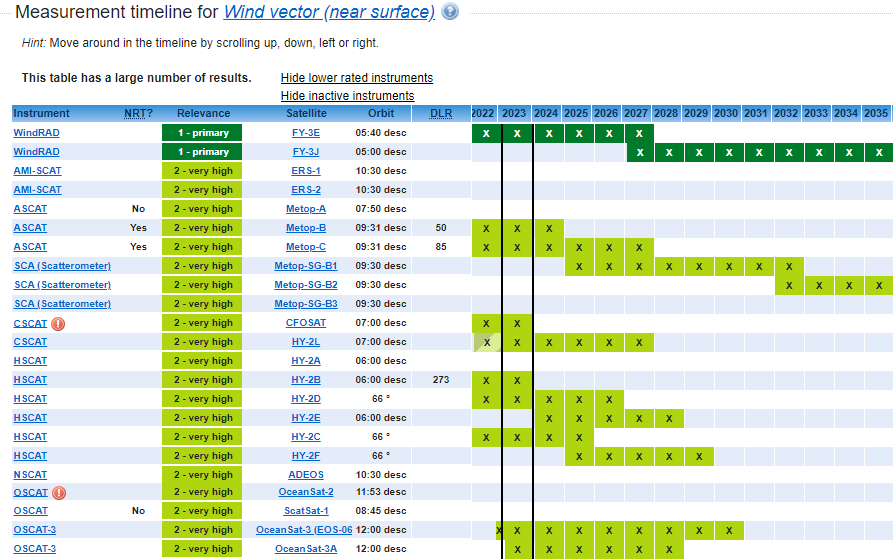 Measurement timeline for Wind vector (near surface) ?
Hint: Move around in the timeline by scrolling up, down, left or right.
This table has a large number of results. Hide lower rated instruments
Hide inactive instruments
Instrument NRT? Relevance Satellite Orbit DLR 2022 2023 2024 2025 2026 2027 2028 2029 2030 2031 2032 2033 2034 2035
WindRAD 1 - primary FY-3E 05:40 desc X X X X X X
WindRAD 1 - primary FY-3J 05:00 desc X X X X X X X X X
AMI-SCAT 2 - very high ERS-1 10:30 desc
AMI-SCAT 2 - very high ERS-2 10:30 desc
ASCAT No 2 - very high Metop-A 07:50 desc
ASCAT Yes 2 - very high Metop-B 09:31 desc 50 X X X
ASCAT Yes 2 - very high Metop-C 09:31 desc 85 X X X X X X
SCA (Scatterometer) 2 - very high Metop-SG-B1 09:30 desc X X X X X X X X
SCA (Scatterometer) 2 - very high Metop-SG-B2 09:30 desc X X X X
SCA (Scatterometer) 2 - very high Metop-SG-B3 09:30 desc
CSCAT ! 2 - very high CFOSAT 07:00 desc X X
CSCAT 2 - very high HY-2L 07:00 desc X X X X X X
HSCAT 2 - very high HY-2A 06:00 desc
HSCAT 2 - very high HY-2B 06:00 desc 273 X X
HSCAT 2 - very high HY-2D 66 ° X X X X X
HSCAT 2 - very high HY-2E 06:00 desc X X X X X
HSCAT 2 - very high HY-2C 66 ° X X X X
HSCAT 2 - very high HY-2F 66 ° X X X X X
NSCAT 2 - very high ADEOS 10:30 desc
OSCAT ! 2 - very high OceanSat-2 11:53 desc
OSCAT No 2 - very high ScatSat-1 08:45 desc
OSCAT-3 2 - very high OceanSat-3 (EOS-06 12:00 desc X X X X X X X X X
OSCAT-3 2 - very high OceanSat-3A 12:00 desc X X X X X X